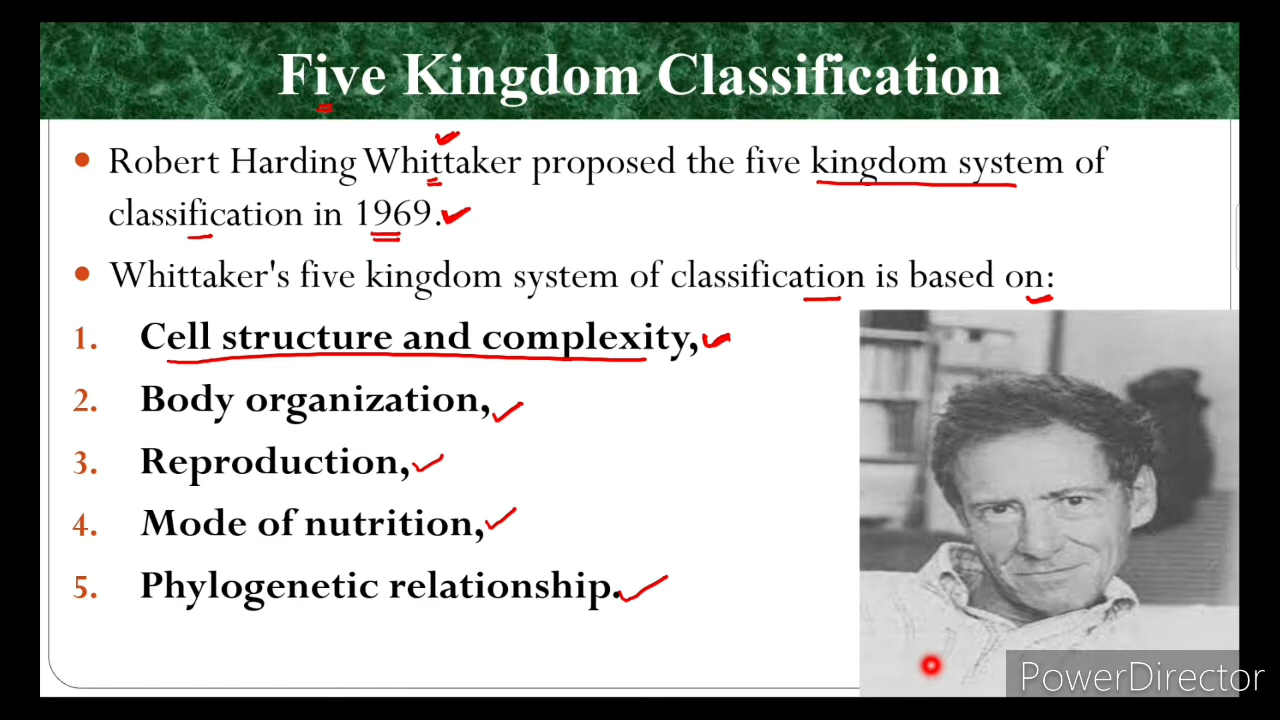 Five Kingdom Classification
• Robert Harding Whittaker proposed the five kingdom system of
classification in 1969.
• Whittaker's five kingdom system of classification is based on:
1. Cell structure and complexity,
2. Body organization,
3. Reproduction,
4. Mode of nutrition,
5. Phylogenetic relationship.
PowerDirector